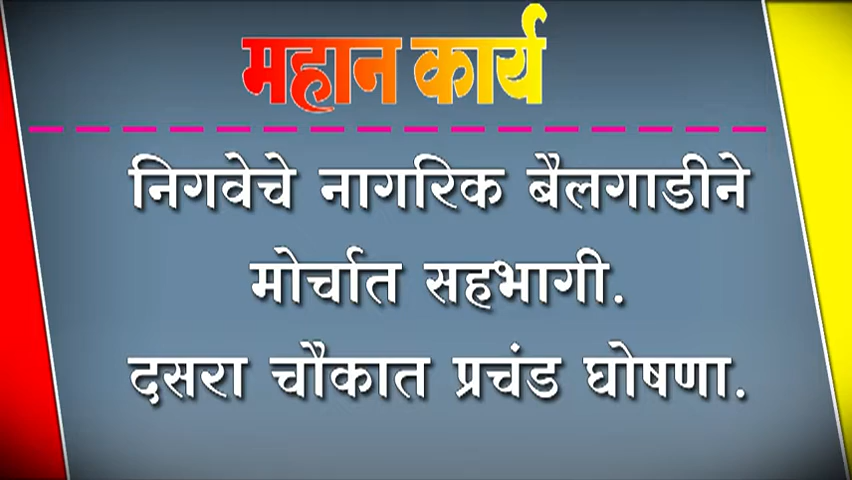 महान कार्य
निगवेचे नागरिक बैलगाडीने
मोर्चात सहभागी.
दसरा चौकात प्रचंड घोषणा.